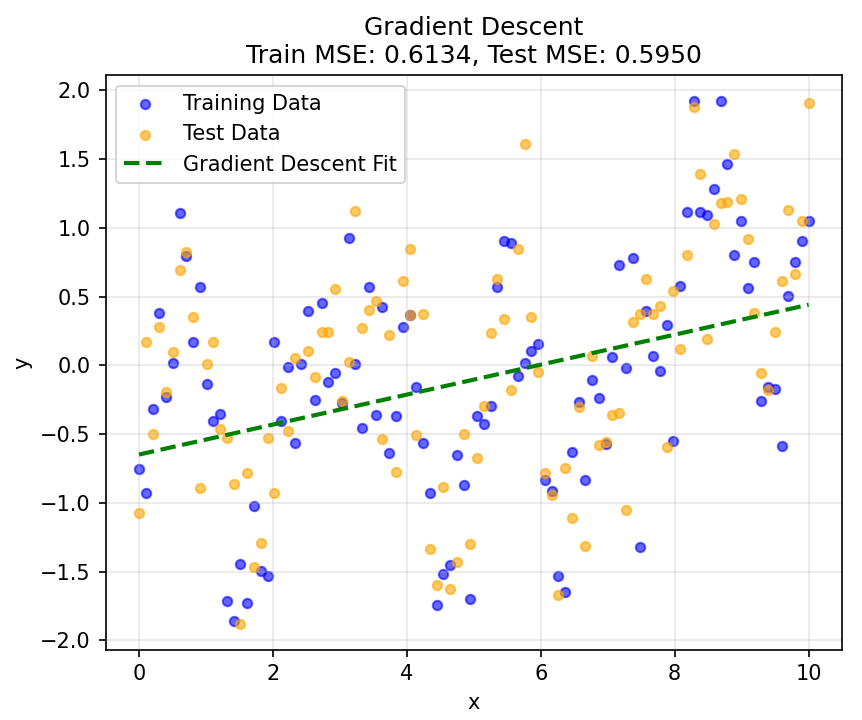 Gradient Descent
Train MSE: 0.6134, Test MSE: 0.5950
Training Data
Test Data
Gradient Descent Fit
2.0
1.5
1.0
0.5
0.0
−0.5
−1.0
−1.5
−2.0
y
0 2 4 6 8 10
x